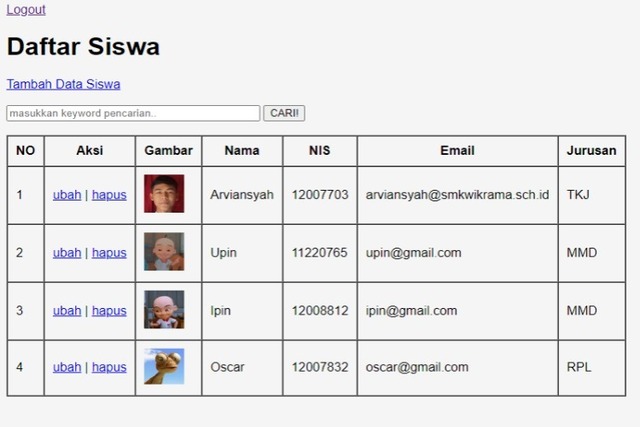 Logout
Daftar Siswa
Tambah Data Siswa
masukkan keyword pencarian.. CARI!
NO Aksi Gambar Nama NIS Email Jurusan
1 ubah | hapus Arviansyah 12007703 arviansyah@smkwikrama.sch.id TKJ
2 ubah | hapus Upin 11220765 upin@gmail.com MMD
3 ubah | hapus Ipin 12008812 ipin@gmail.com MMD
4 ubah | hapus Oscar 12007832 oscar@gmail.com RPL